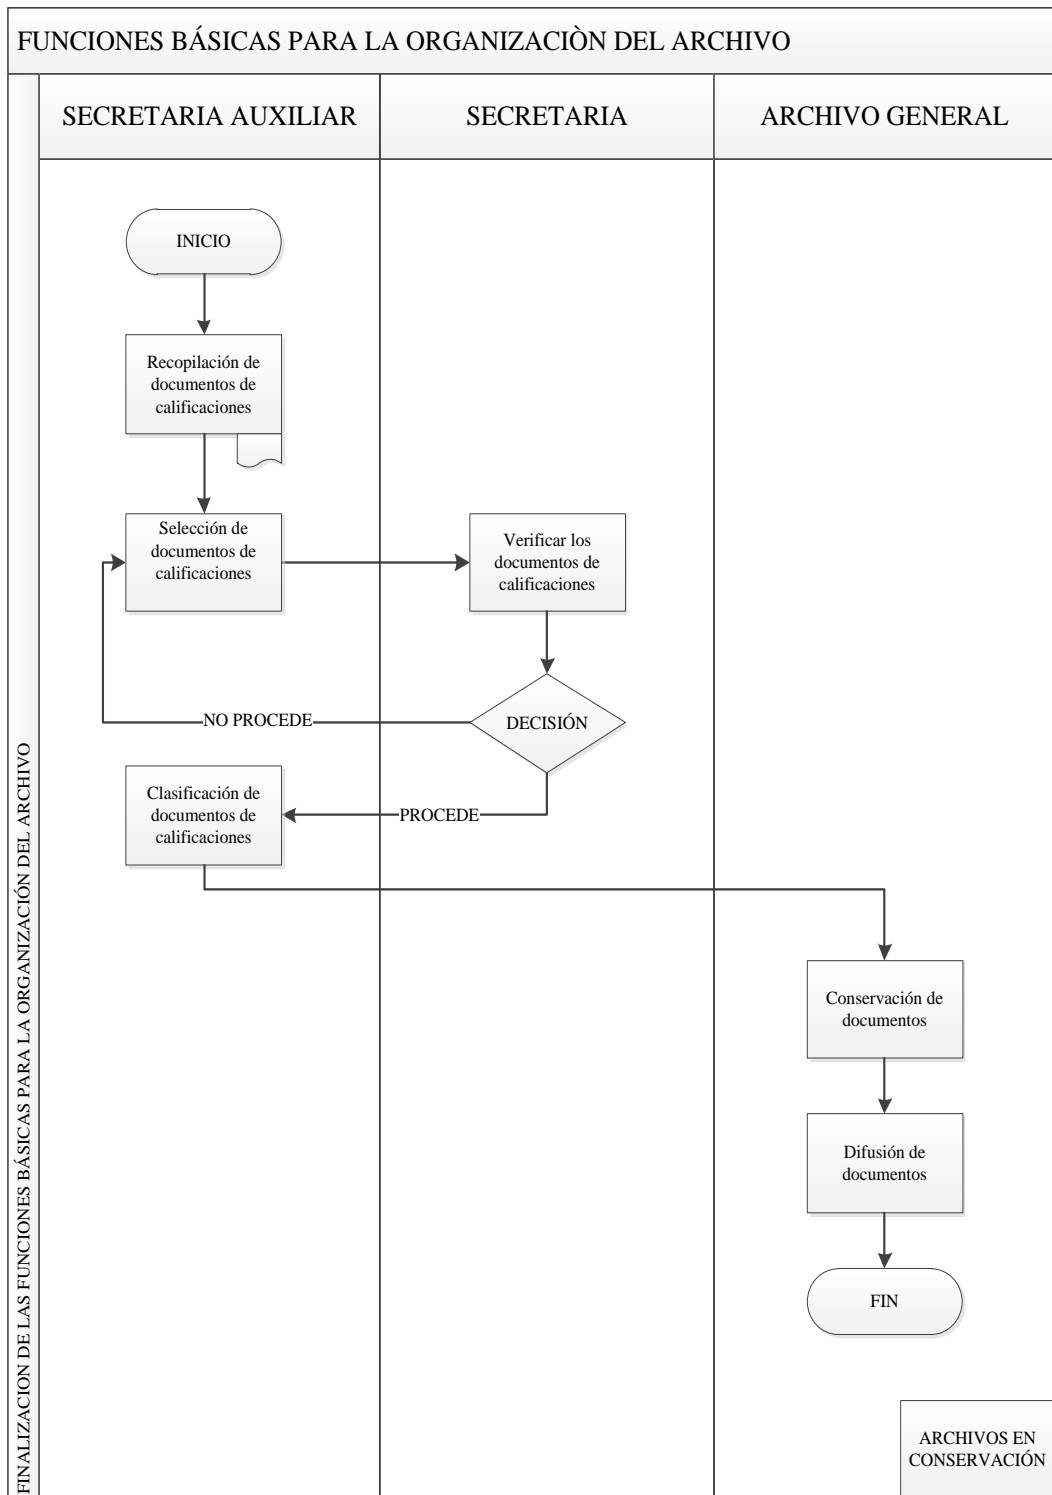 FUNCIONES BÁSICAS PARA LA ORGANIZACIÒN DEL ARCHIVO
SECRETARIA AUXILIAR
SECRETARIA
ARCHIVO GENERAL
INICIO
Recopilación de
documentos de
calificaciones
Selección de
documentos de
calificaciones
Verificar los
documentos de
calificaciones
DECISIÓN
NO PROCEDE
PROCEDE
Clasificación de
documentos de
calificaciones
Conservación de
documentos
Difusión de
documentos
FIN
ARCHIVOS EN
CONSERVACIÓN
FINALIZACION DE LAS FUNCIONES BÁSICAS PARA LA ORGANIZACIÓN DEL ARCHIVO